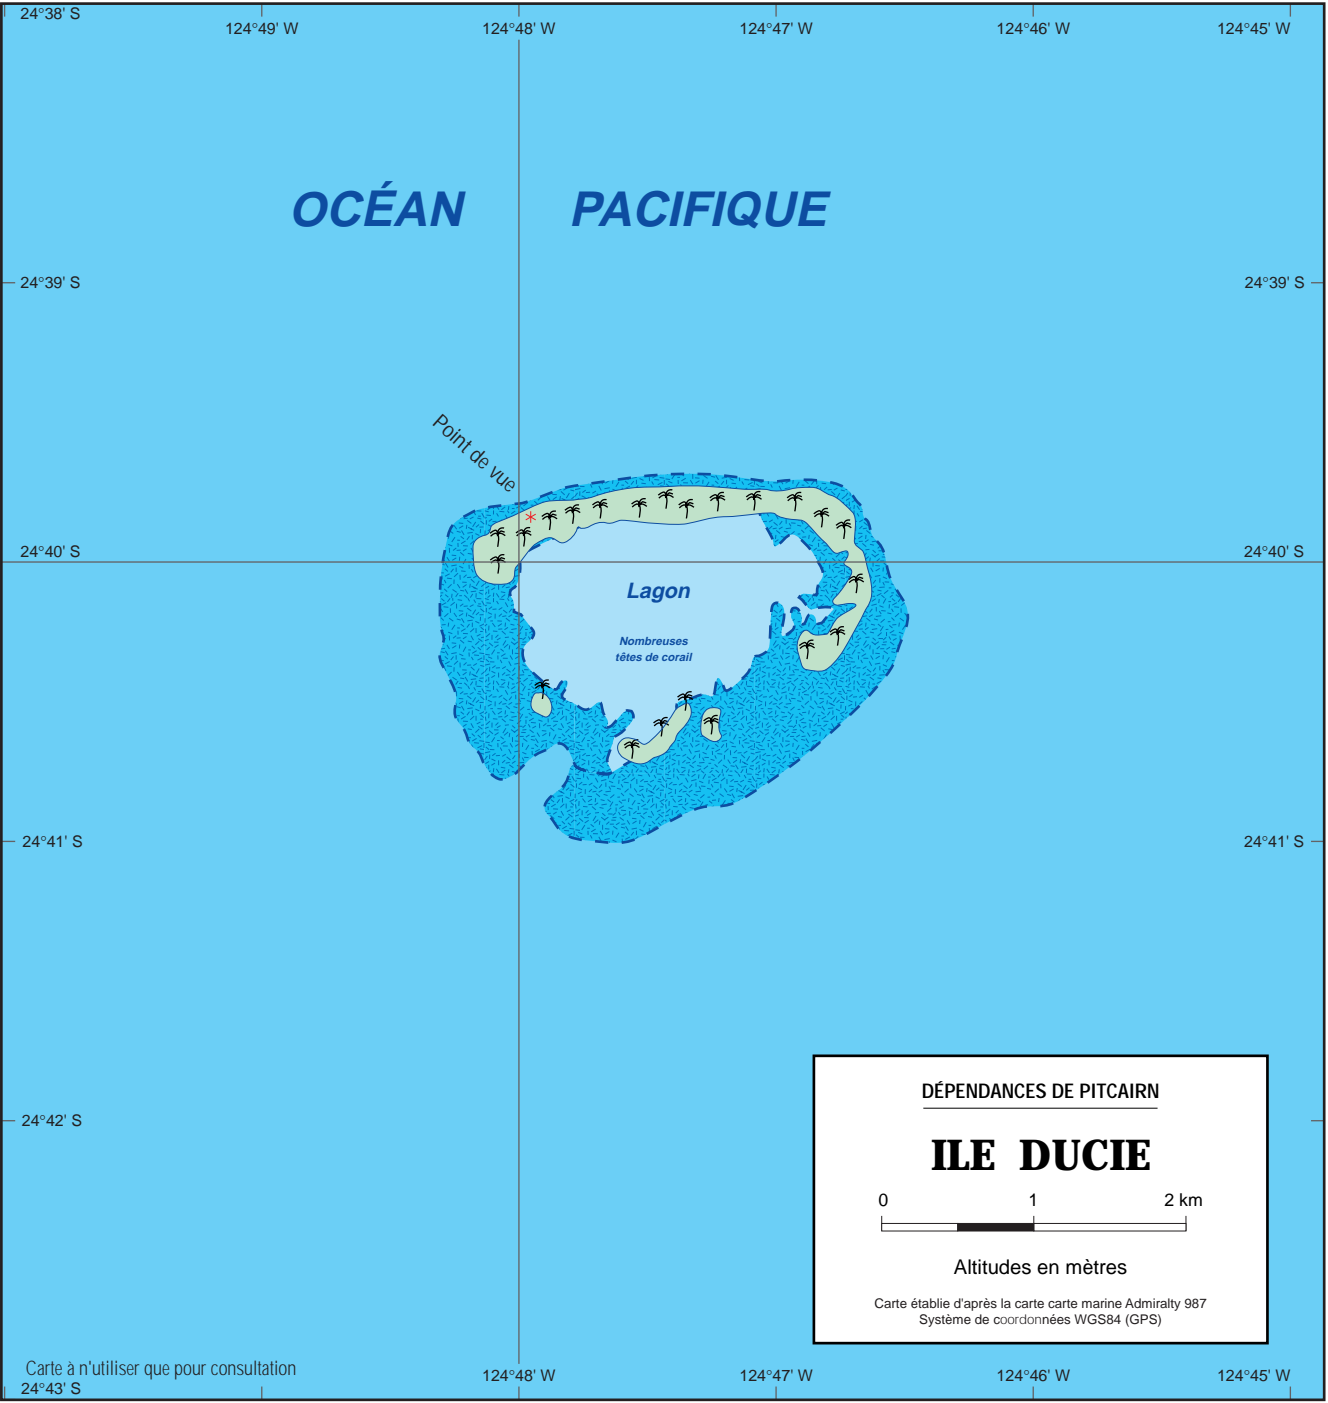 24°38' S
124°49' W 124°48' W 124°47' W 124°46' W 124°45' W
OCÉAN PACIFIQUE
24°39' S 24°39' S
Point de vue
24°40' S 24°40' S
Lagon
Nombreuses
têtes de corail
24°41' S 24°41' S
24°42' S
DÉPENDANCES DE PITCAIRN
ILE DUCIE
0 1 2 km
Altitudes en mètres
Carte établie d'après la carte carte marine Admiralty 987
Système de coordonnées WGS84 (GPS)
Carte à n'utiliser que pour consultation
124°48' W 124°47' W 124°46' W 124°45' W
24°43' S